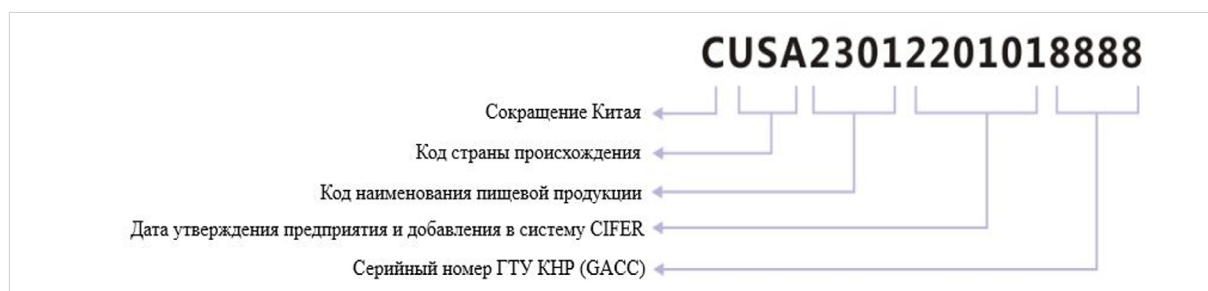 CUSA23012201018888
Сокращение Китая
Код страны происхождения
Код наименования пищевой продукции
Дата утверждения предприятия и добавления в систему CIFER
Серийный номер ГТУ КНР (GACC)